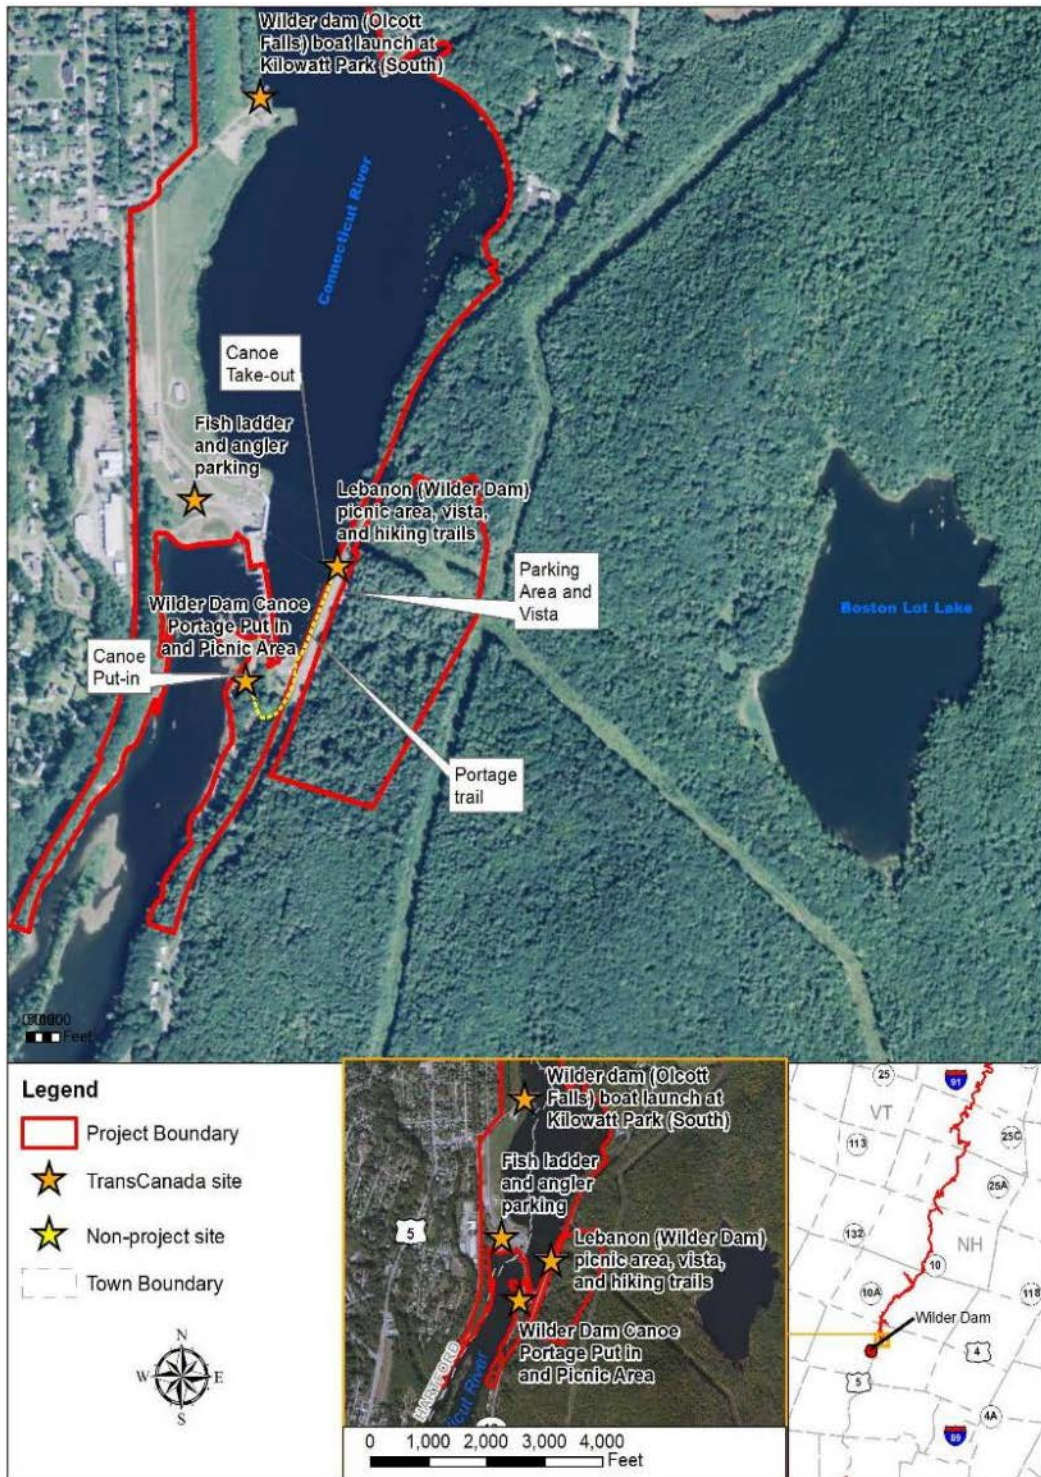 Wilder dam (Olcott
Falls) boat launch at
Kilowatt Park (South)
Connecticut River
Canoe
Take-out
Fish ladder
and angler
parking
Lebanon (Wilder Dam)
picnic area, vista,
and hiking trails
Parking
Area and
Vista
Boston Lot Lake
Wilder Dam Canoe
Portage Put In
and Picnic Area
Canoe
Put-in
Portage
trail
Feet
Legend
Project Boundary
TransCanada site
Non-project site
Town Boundary
N
W E
S
Wilder dam (Olcott
Falls) boat launch at
Kilowatt Park (South)
Fish ladder
and angler
parking
5
Lebanon (Wilder Dam)
picnic area, vista,
and hiking trails
Wilder Dam Canoe
Portage Put In
and Picnic Area
HARTFORD
0 1,000 2,000 3,000 4,000
Feet
25
91
VT
113
25C
25A
132
NH
10
10A
118
Wilder Dam
4
5
4A
89